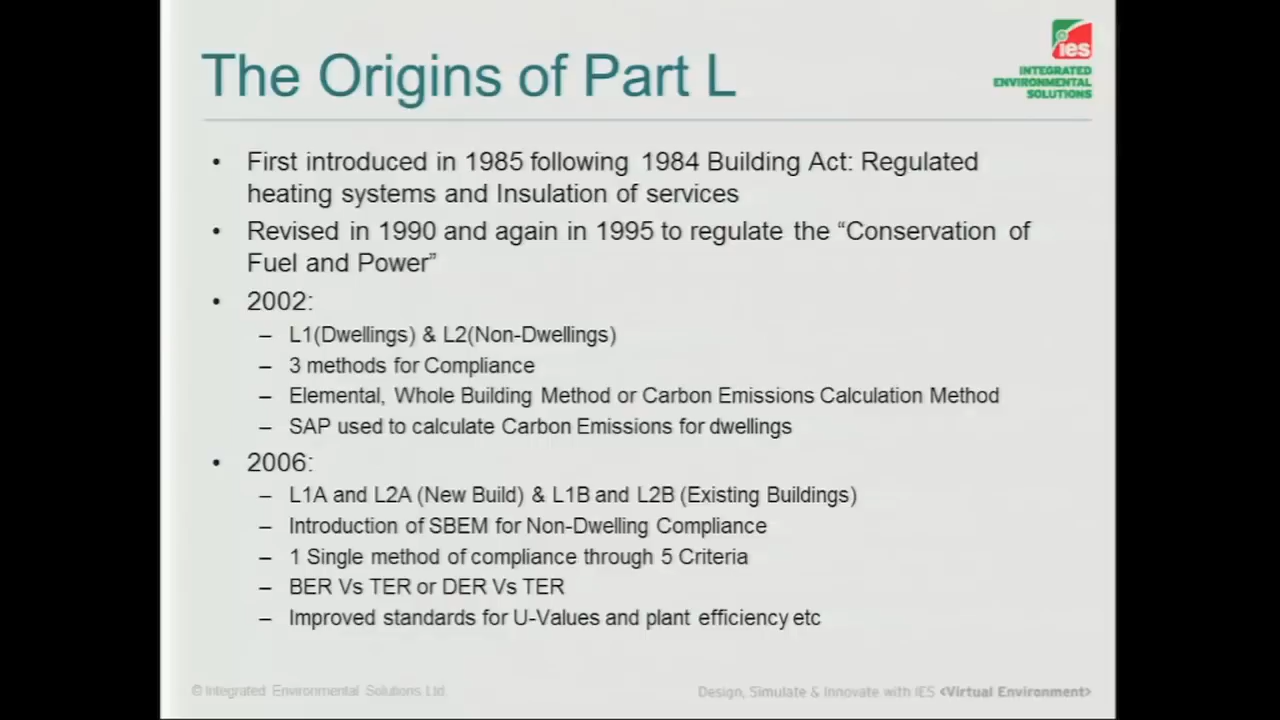 The Origins of Part L
ies
INTEGRATED
ENVIRONMENTAL
SOLUTIONS
• First introduced in 1985 following 1984 Building Act: Regulated
heating systems and Insulation of services
• Revised in 1990 and again in 1995 to regulate the “Conservation of
Fuel and Power”
• 2002:
– L1(Dwellings) & L2(Non-Dwellings)
– 3 methods for Compliance
– Elemental, Whole Building Method or Carbon Emissions Calculation Method
– SAP used to calculate Carbon Emissions for dwellings
• 2006:
– L1A and L2A (New Build) & L1B and L2B (Existing Buildings)
– Introduction of SBEM for Non-Dwelling Compliance
– 1 Single method of compliance through 5 Criteria
– BER Vs TER or DER Vs TER
– Improved standards for U-Values and plant efficiency etc
© Integrated Environmental Solutions Ltd
Design, Simulate & Innovate with IES <Virtual Environment>